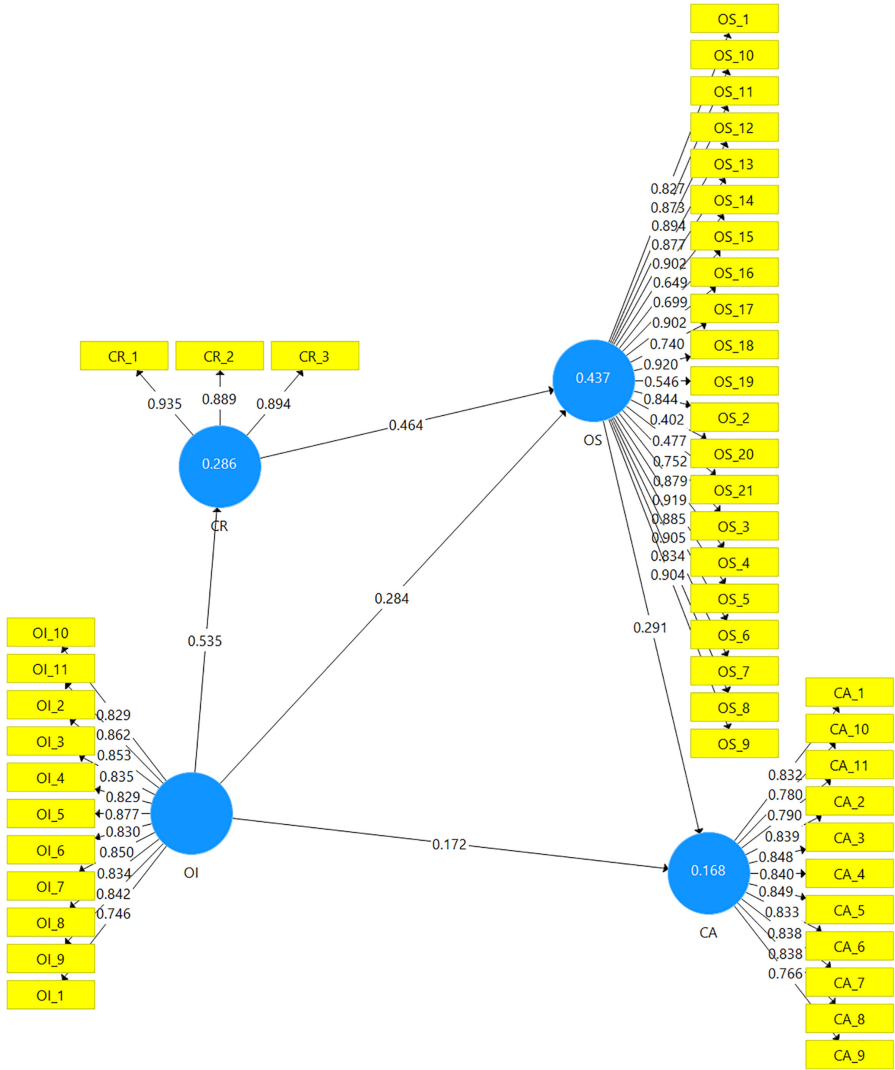 OS_1
OS_10
OS_11
OS_12
OS_13
OS_14
OS_15
OS_16
OS_17
OS_18
OS_19
OS_2
OS_20
OS_21
OS_3
OS_4
OS_5
OS_6
OS_7
OS_8
OS_9
0.827
0.873
0.894
0.877
0.902
0.649
0.699
0.902
0.740
0.920
0.546
0.844
0.402
0.477
0.752
0.879
0.919
0.885
0.905
0.834
0.904
0.437
OS
CR_1 CR_2 CR_3
0.935 0.889 0.894
0.286
CR
0.464
0.284
0.535
0.291
0.172
OI_10
OI_11
OI_2
OI_3
OI_4
OI_5
OI_6
OI_7
OI_8
OI_9
OI_1
0.829
0.862
0.853
0.835
0.829
0.877
0.830
0.850
0.834
0.842
0.746
OI
CA_1
CA_10
CA_11
CA_2
CA_3
CA_4
CA_5
CA_6
CA_7
CA_8
CA_9
0.832
0.780
0.790
0.839
0.848
0.840
0.849
0.833
0.838
0.838
0.766
0.168
CA